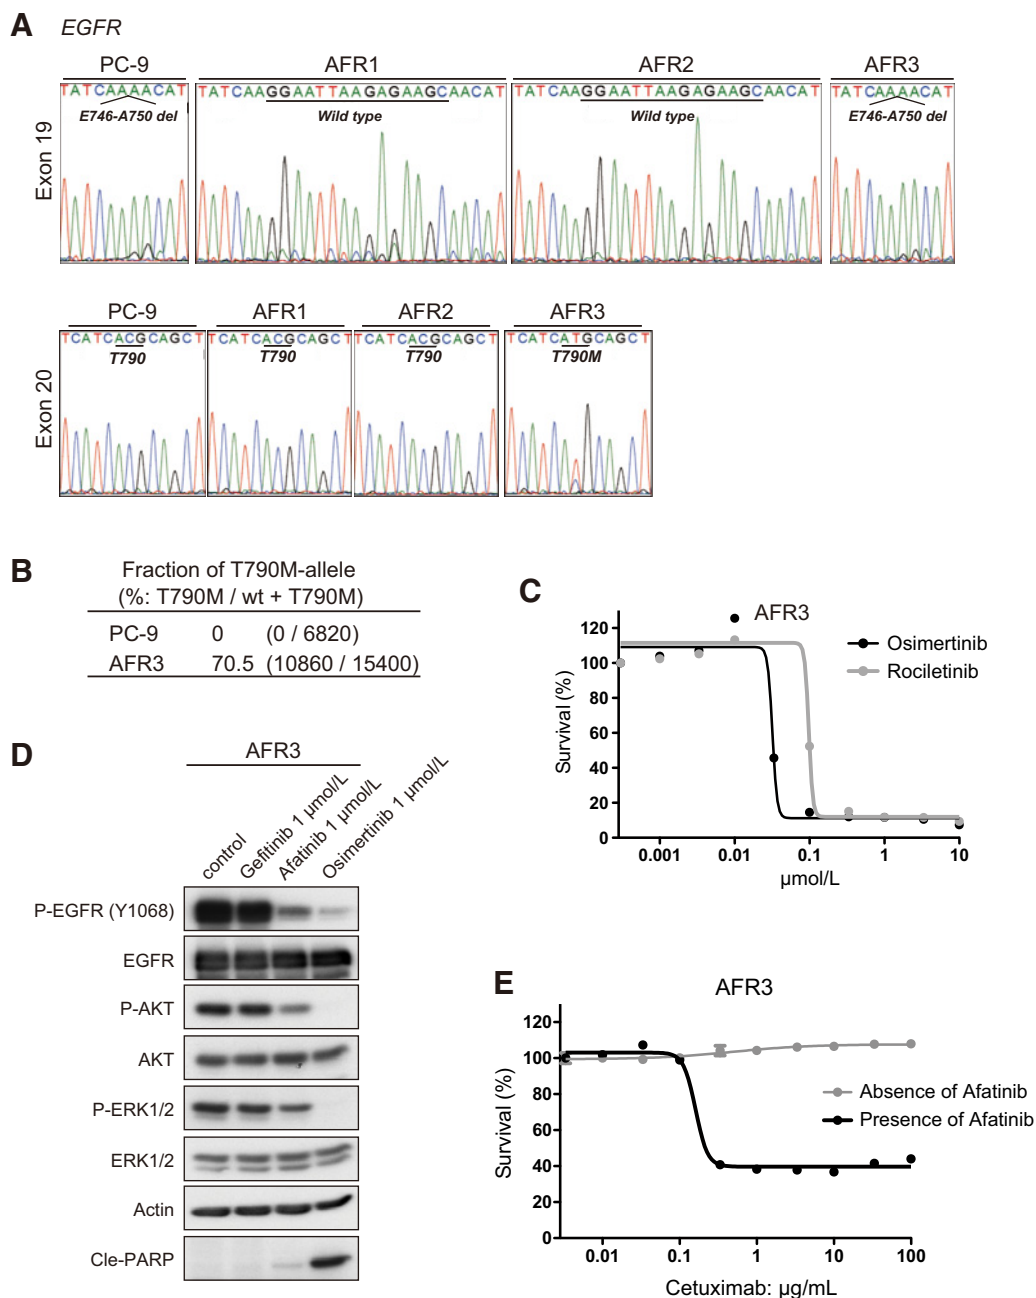 A EGFR
PC-9 AFR1 AFR2 AFR3
TATCAAAACAT TATCAAGGAATTAAGAGAAGCAACAT TATCAAGGAATTAAGAGAAGCAACAT TATCAAAACAT
E746-A750 del Wild type Wild type E746-A750 del
Exon 19
PC-9 AFR1 AFR2 AFR3
TCATCACGCAGCT TCATCACGCAGCT TCATCACGCAGCT TCATCATGCAGCT
T790 T790 T790 T790M
Exon 20
B
Fraction of T790M-allele
(%: T790M / wt + T790M)
PC-9 0 (0 / 6820)
AFR3 70.5 (10860 / 15400)
C
AFR3
Osimertinib
Rociletinib
Survival (%)
120
100
80
60
40
20
0
0.001 0.01 0.1 1 10
µmol/L
D
AFR3
control
Gefitinib 1 µmol/L
Afatinib 1 µmol/L
Osimertinib 1 µmol/L
P-EGFR (Y1068)
EGFR
P-AKT
AKT
P-ERK1/2
ERK1/2
Actin
Cle-PARP
E
AFR3
Absence of Afatinib
Presence of Afatinib
Survival (%)
120
100
80
60
40
20
0
0.01 0.1 1 10 100
Cetuximab: µg/mL